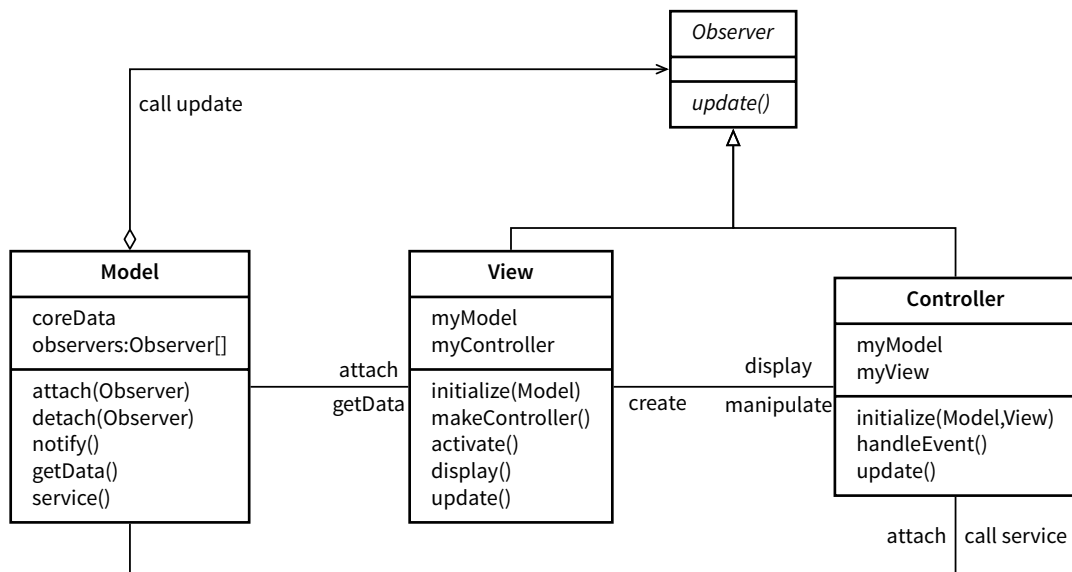 Observer
update()
call update
Model
coreData
observers:Observer[]
attach(Observer)
detach(Observer)
notify()
getData()
service()
attach
getData
View
myModel
myController
initialize(Model)
makeController()
activate()
display()
update()
create
display
manipulate
Controller
myModel
myView
initialize(Model,View)
handleEvent()
update()
attach
call service